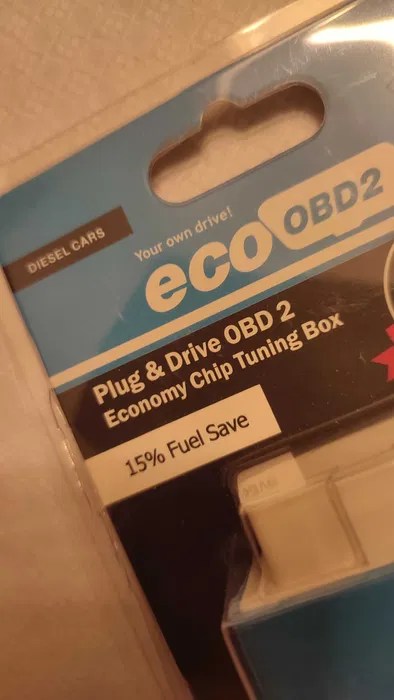 DIESEL CARS
Your own drive!
eco OBD2
Plug & Drive OBD 2
Economy Chip Tuning Box
15% Fuel Save